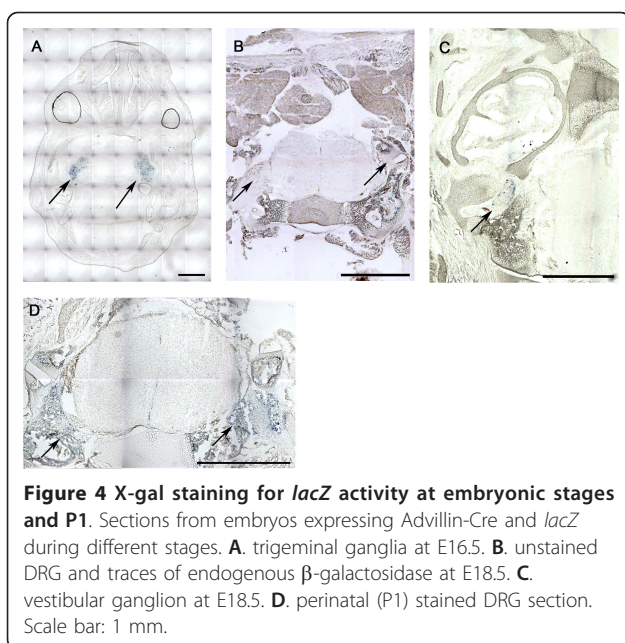 A
B
C
D
Figure 4 X-gal staining for lacZ activity at embryonic stages
and P1. Sections from embryos expressing Advillin-Cre and lacZ
during different stages. A. trigeminal ganglia at E16.5. B. unstained
DRG and traces of endogenous β-galactosidase at E18.5. C.
vestibular ganglion at E18.5. D. perinatal (P1) stained DRG section.
Scale bar: 1 mm.